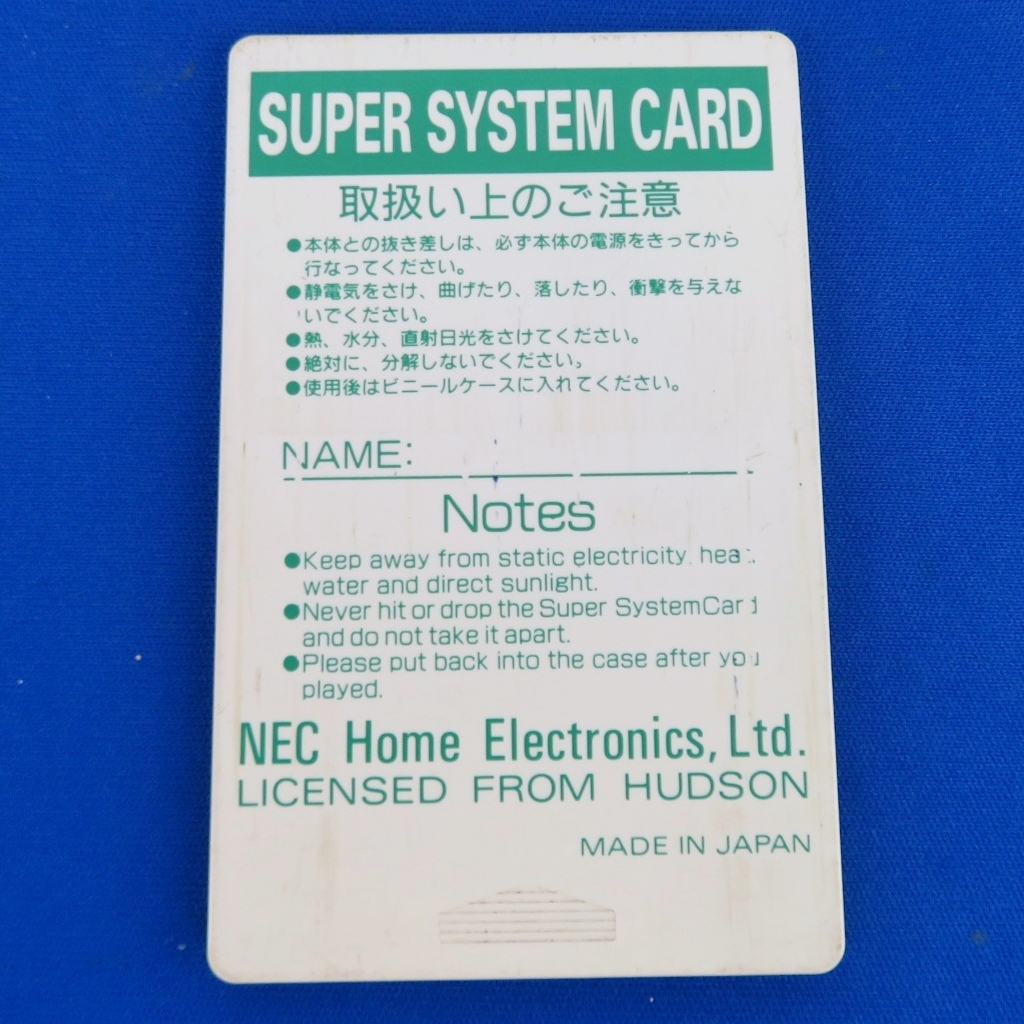 SUPER SYSTEM CARD
取扱い上のご注意
●本体との抜き差しは、必ず本体の電源をきってから
行なってください。
●静電気をさけ、曲げたり、落したり、衝撃を与えな
いでください。
●熱、水分、直射日光をさけてください。
●絶対に、分解しないでください。
●使用後はビニールケースに入れてください。
NAME:
Notes
●Keep away from static electricity, heat,
water and direct sunlight.
●Never hit or drop the Super System Card
and do not take it apart.
●Please put back into the case after you
played.
NEC Home Electronics, Ltd.
LICENSED FROM HUDSON
MADE IN JAPAN